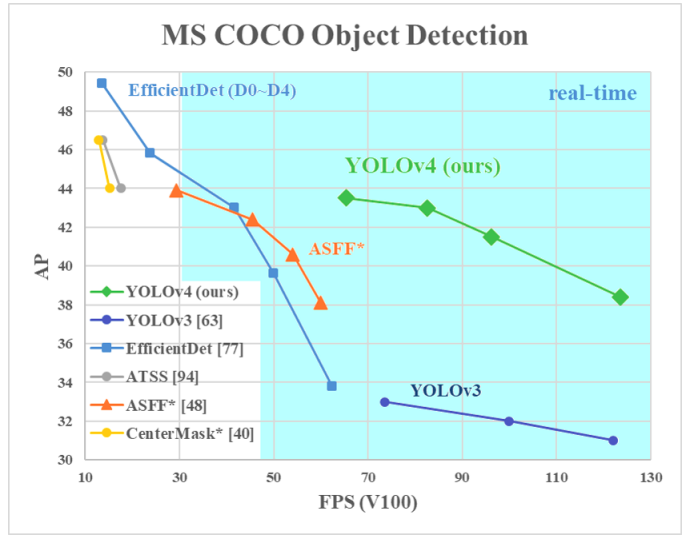 MS COCO Object Detection
50
48
46
44
42
40
38
36
34
32
30
AP
EfficientDet (D0~D4)
real-time
YOLOv4 (ours)
ASFF*
YOLOv3
YOLOv4 (ours)
YOLOv3 [63]
EfficientDet [77]
ATSS [94]
ASFF* [48]
CenterMask* [40]
10 30 50 70 90 110 130
FPS (V100)